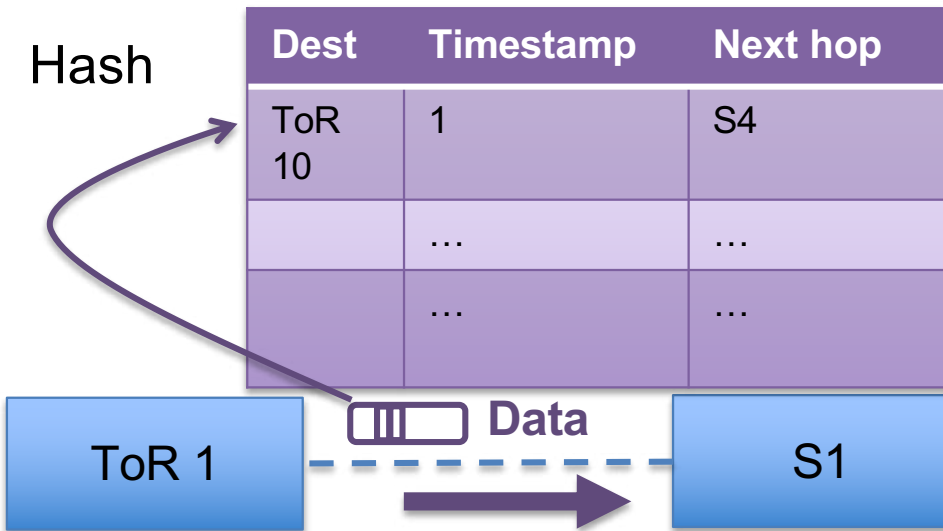 Hash
Dest Timestamp Next hop
ToR 1 S4
10
… …
… …
Data
ToR 1 S1